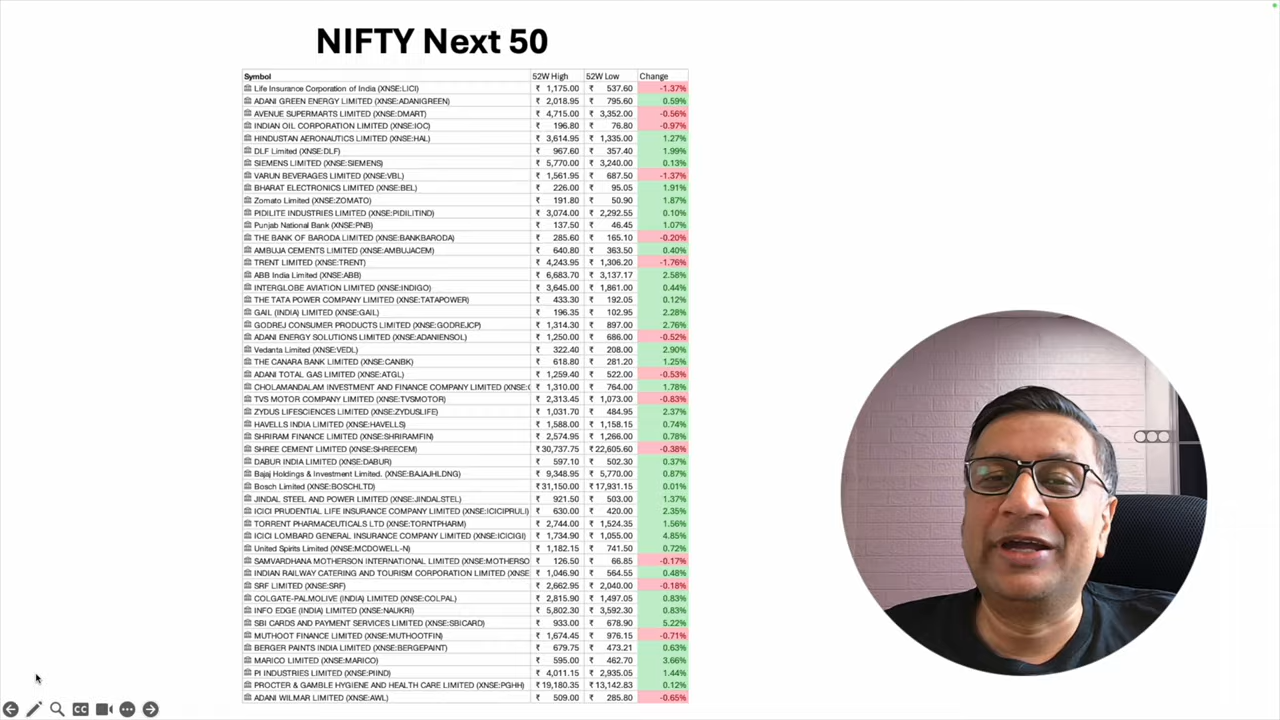 NIFTY Next 50
Symbol 52W High 52W Low Change
Life Insurance Corporation of India (XNSE:LICI) ₹ 1,175.00 ₹ 537.60 -1.37%
ADANI GREEN ENERGY LIMITED (XNSE:ADANIGREEN) ₹ 2,018.95 ₹ 795.60 0.59%
AVENUE SUPERMARTS LIMITED (XNSE:DMART) ₹ 4,715.00 ₹ 3,352.00 -0.56%
INDIAN OIL CORPORATION LIMITED (XNSE:IOC) ₹ 196.80 ₹ 76.80 -0.97%
HINDUSTAN AERONAUTICS LIMITED (XNSE:HAL) ₹ 3,614.95 ₹ 1,335.00 1.27%
DLF Limited (XNSE:DLF) ₹ 967.60 ₹ 357.40 1.99%
SIEMENS LIMITED (XNSE:SIEMENS) ₹ 5,770.00 ₹ 3,240.00 0.13%
VARUN BEVERAGES LIMITED (XNSE:VBL) ₹ 1,561.95 ₹ 687.50 -1.37%
BHARAT ELECTRONICS LIMITED (XNSE:BEL) ₹ 226.00 ₹ 95.05 1.91%
Zomato Limited (XNSE:ZOMATO) ₹ 191.80 ₹ 50.90 1.87%
PIDILITE INDUSTRIES LIMITED (XNSE:PIDILITIND) ₹ 3,074.00 ₹ 2,292.55 0.10%
Punjab National Bank (XNSE:PNB) ₹ 137.50 ₹ 46.45 1.07%
THE BANK OF BARODA LIMITED (XNSE:BANKBARODA) ₹ 285.60 ₹ 165.10 -0.20%
AMBUJA CEMENTS LIMITED (XNSE:AMBUJACEM) ₹ 640.80 ₹ 363.50 0.40%
TRENT LIMITED (XNSE:TRENT) ₹ 4,243.95 ₹ 1,306.20 -1.76%
ABB India Limited (XNSE:ABB) ₹ 6,683.70 ₹ 3,137.17 2.58%
INTERGLOBE AVIATION LIMITED (XNSE:INDIGO) ₹ 3,645.00 ₹ 1,861.00 0.44%
THE TATA POWER COMPANY LIMITED (XNSE:TATAPOWER) ₹ 433.30 ₹ 192.05 0.12%
GAIL (INDIA) LIMITED (XNSE:GAIL) ₹ 196.35 ₹ 102.95 2.28%
GODREJ CONSUMER PRODUCTS LIMITED (XNSE:GODREJCP) ₹ 1,314.30 ₹ 897.00 2.76%
ADANI ENERGY SOLUTIONS LIMITED (XNSE:ADANIENSOL) ₹ 1,250.00 ₹ 686.00 -0.52%
Vedanta Limited (XNSE:VEDL) ₹ 322.40 ₹ 208.00 2.90%
THE CANARA BANK LIMITED (XNSE:CANBK) ₹ 618.80 ₹ 281.20 1.25%
ADANI TOTAL GAS LIMITED (XNSE:ATGL) ₹ 1,259.40 ₹ 522.00 -0.53%
CHOLAMANDALAM INVESTMENT AND FINANCE COMPANY LIMITED (XNSE:C ₹ 1,310.00 ₹ 764.00 1.78%
TVS MOTOR COMPANY LIMITED (XNSE:TVSMOTOR) ₹ 2,313.45 ₹ 1,073.00 -0.83%
ZYDUS LIFESCIENCES LIMITED (XNSE:ZYDUSLIFE) ₹ 1,031.70 ₹ 484.95 2.37%
HAVELLS INDIA LIMITED (XNSE:HAVELLS) ₹ 1,588.00 ₹ 1,158.15 0.74%
SHRIRAM FINANCE LIMITED (XNSE:SHRIRAMFIN) ₹ 2,574.95 ₹ 1,266.00 0.78%
SHREE CEMENT LIMITED (XNSE:SHREECEM) ₹ 30,737.75 ₹ 22,605.60 -0.38%
DABUR INDIA LIMITED (XNSE:DABUR) ₹ 597.10 ₹ 502.30 0.37%
Bajaj Holdings & Investment Limited. (XNSE:BAJAJHLDNG) ₹ 9,348.95 ₹ 5,770.00 0.87%
Bosch Limited (XNSE:BOSCHLTD) ₹ 31,150.00 ₹ 17,931.15 0.01%
JINDAL STEEL AND POWER LIMITED (XNSE:JINDALSTEL) ₹ 921.50 ₹ 503.00 1.37%
ICICI PRUDENTIAL LIFE INSURANCE COMPANY LIMITED (XNSE:ICICIPRULI) ₹ 630.00 ₹ 420.00 2.35%
TORRENT PHARMACEUTICALS LTD (XNSE:TORNTPHARM) ₹ 2,744.00 ₹ 1,524.35 1.56%
ICICI LOMBARD GENERAL INSURANCE COMPANY LIMITED (XNSE:ICICIGI) ₹ 1,734.90 ₹ 1,055.00 4.85%
United Spirits Limited (XNSE:MCDOWELL-N) ₹ 1,182.15 ₹ 741.50 0.72%
SAMVARDHANA MOTHERSON INTERNATIONAL LIMITED (XNSE:MOTHERSO ₹ 126.50 ₹ 66.85 -0.17%
INDIAN RAILWAY CATERING AND TOURISM CORPORATION LIMITED (XNSE ₹ 1,046.90 ₹ 564.55 0.48%
SRF LIMITED (XNSE:SRF) ₹ 2,662.95 ₹ 2,040.00 -0.18%
COLGATE-PALMOLIVE (INDIA) LIMITED (XNSE:COLPAL) ₹ 2,815.90 ₹ 1,497.05 0.83%
INFO EDGE (INDIA) LIMITED (XNSE:NAUKRI) ₹ 5,802.30 ₹ 3,592.30 0.83%
SBI CARDS AND PAYMENT SERVICES LIMITED (XNSE:SBICARD) ₹ 933.00 ₹ 678.90 5.22%
MUTHOOT FINANCE LIMITED (XNSE:MUTHOOTFIN) ₹ 1,674.45 ₹ 976.15 -0.71%
BERGER PAINTS INDIA LIMITED (XNSE:BERGEPAINT) ₹ 679.75 ₹ 473.21 0.63%
MARICO LIMITED (XNSE:MARICO) ₹ 595.00 ₹ 462.70 3.66%
PI INDUSTRIES LIMITED (XNSE:PIIND) ₹ 4,011.15 ₹ 2,935.05 1.44%
PROCTER & GAMBLE HYGIENE AND HEALTH CARE LIMITED (XNSE:PGHH) ₹ 19,180.35 ₹ 13,142.83 0.12%
ADANI WILMAR LIMITED (XNSE:AWL) ₹ 509.00 ₹ 285.80 -0.65%
CC